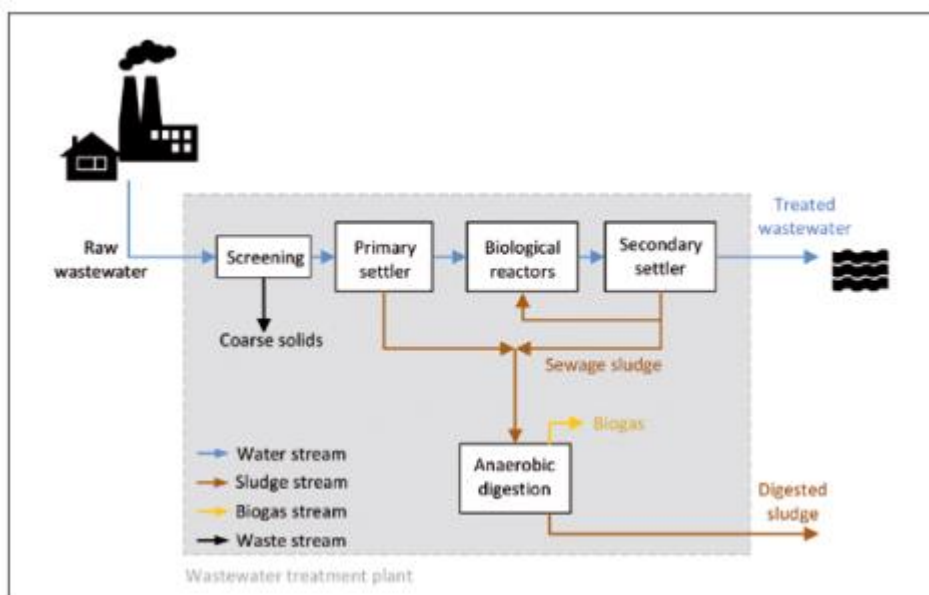 Treated
wastewater
Raw
wastewater
Screening
Primary
settler
Biological
reactors
Secondary
settler
Coarse solids
Sewage sludge
Biogas
Water stream
Sludge stream
Biogas stream
Waste stream
Anaerobic
digestion
Digested
sludge
Wastewater treatment plant